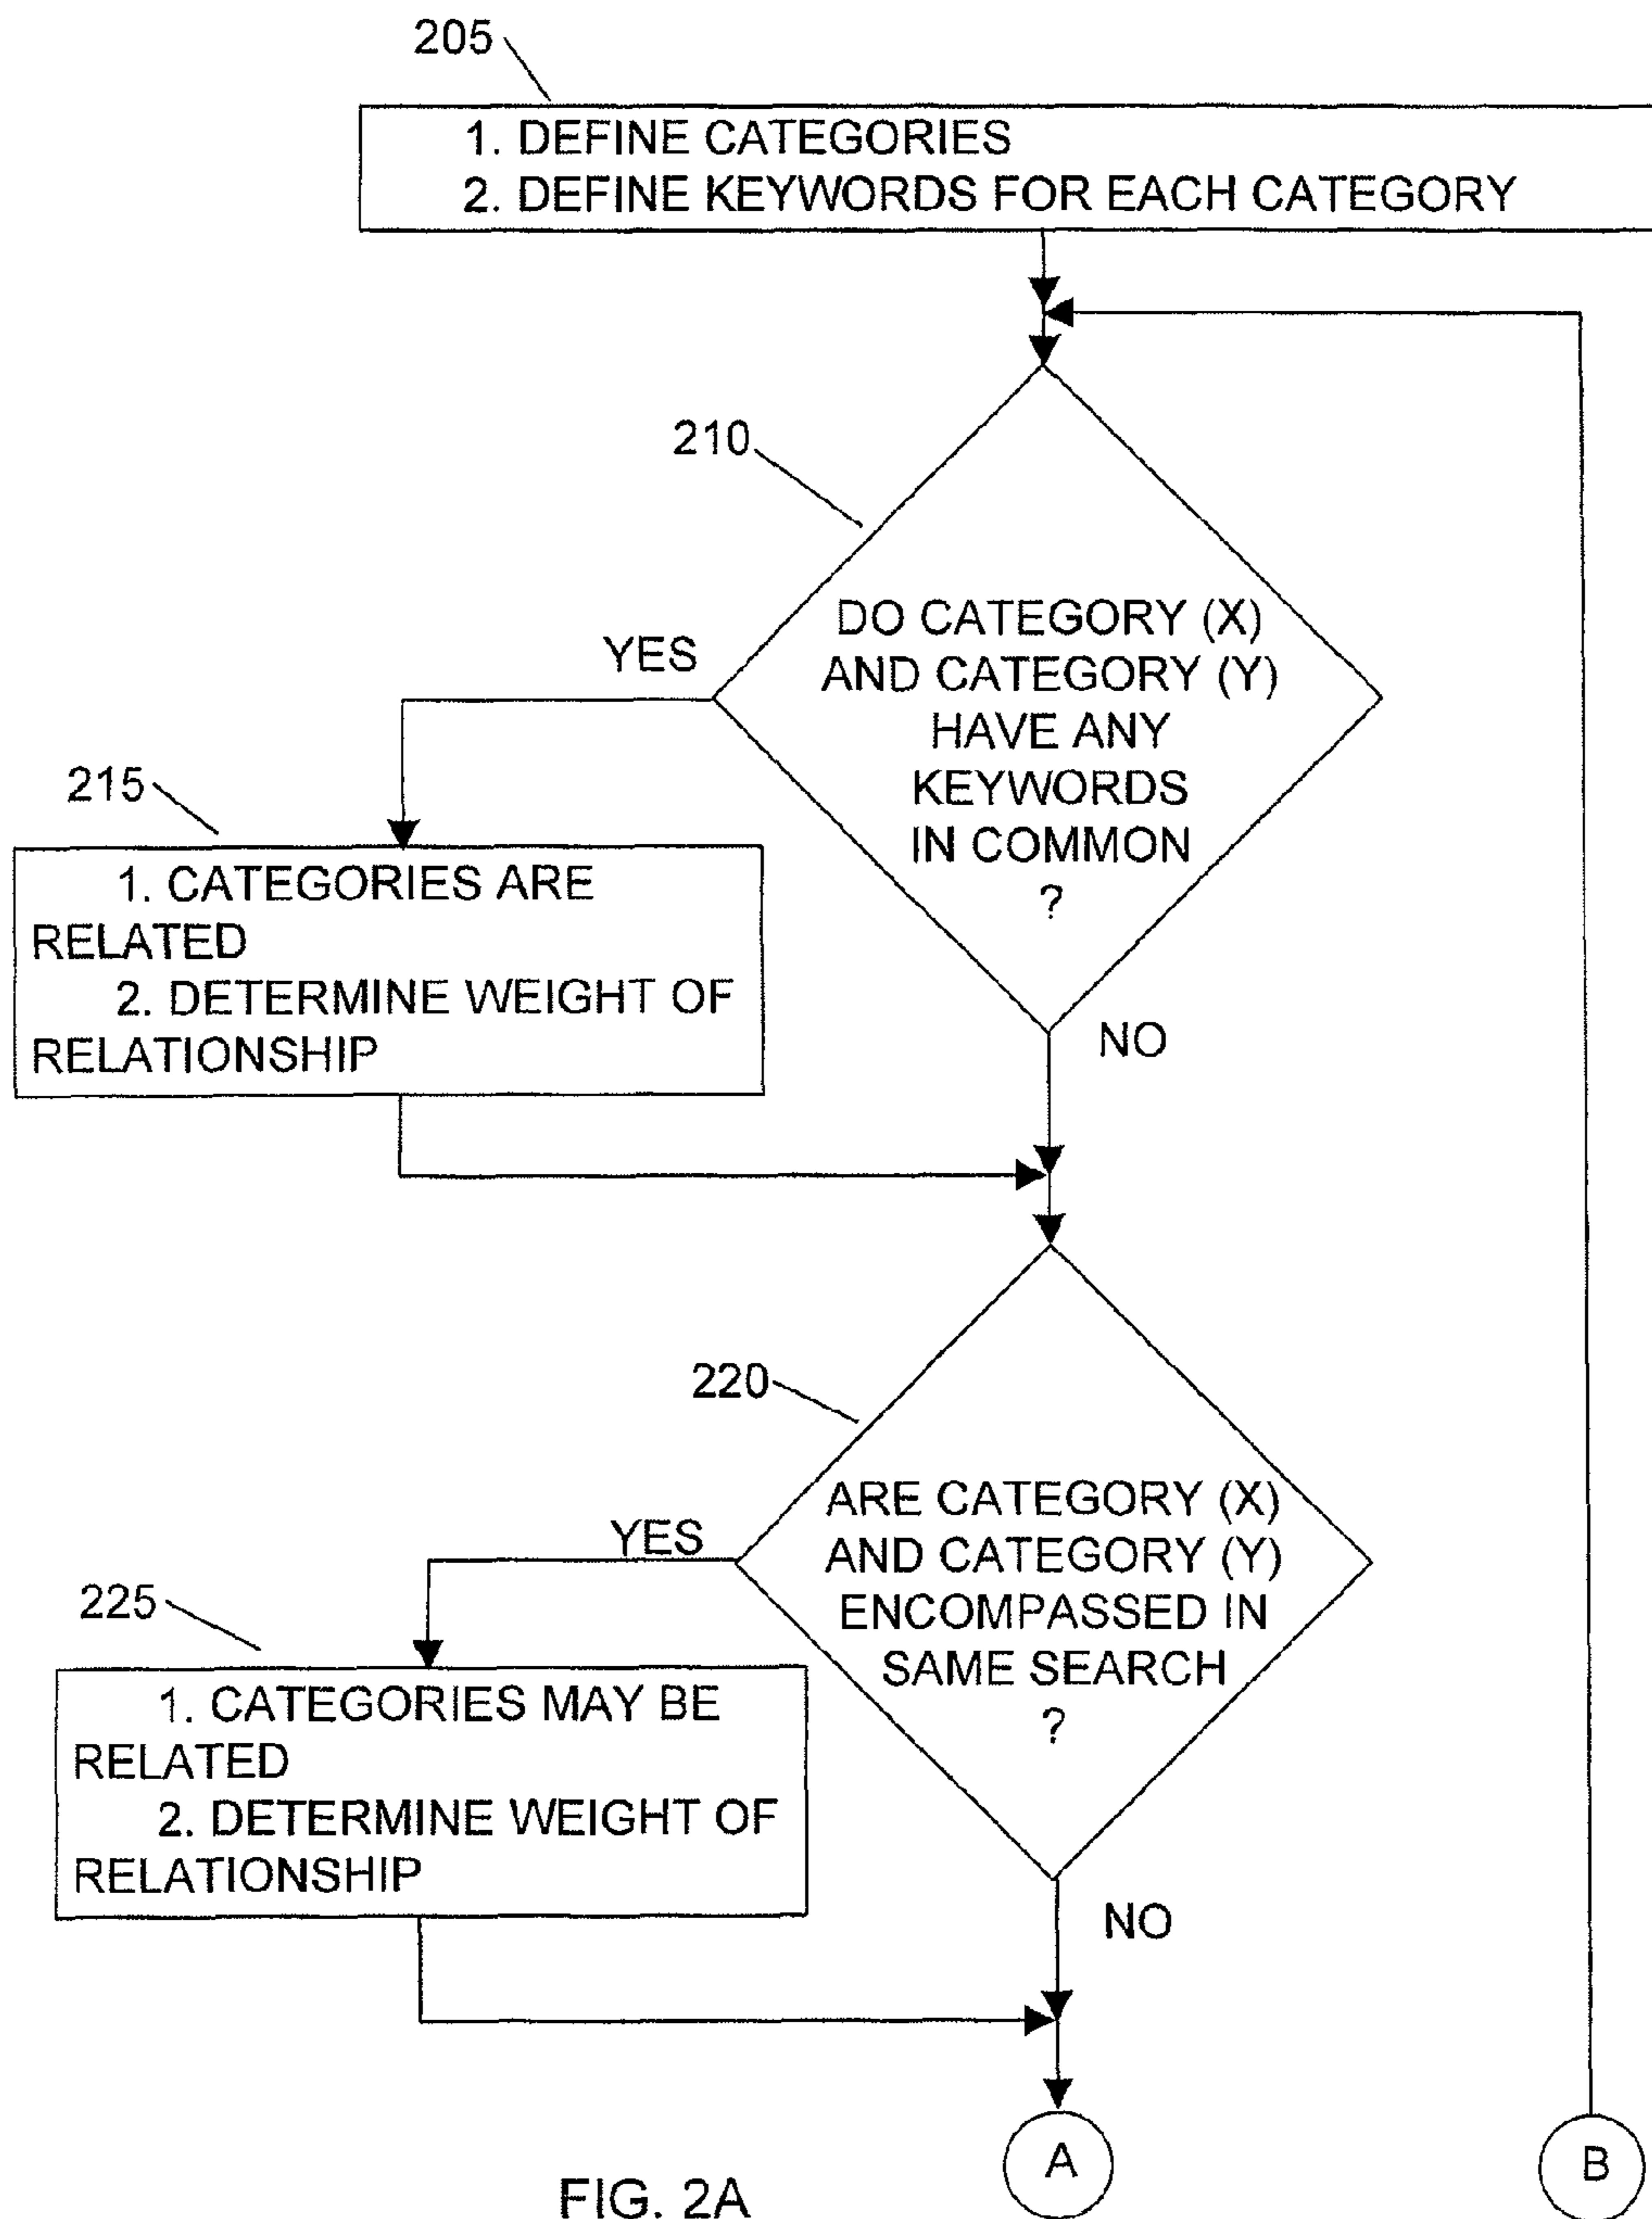 205
1. DEFINE CATEGORIES
2. DEFINE KEYWORDS FOR EACH CATEGORY
210
DO CATEGORY (X)
AND CATEGORY (Y)
HAVE ANY
KEYWORDS
IN COMMON
?
YES
NO
215
1. CATEGORIES ARE
RELATED
2. DETERMINE WEIGHT OF
RELATIONSHIP
220
ARE CATEGORY (X)
AND CATEGORY (Y)
ENCOMPASSED IN
SAME SEARCH
?
YES
NO
225
1. CATEGORIES MAY BE
RELATED
2. DETERMINE WEIGHT OF
RELATIONSHIP
A
B
FIG. 2A